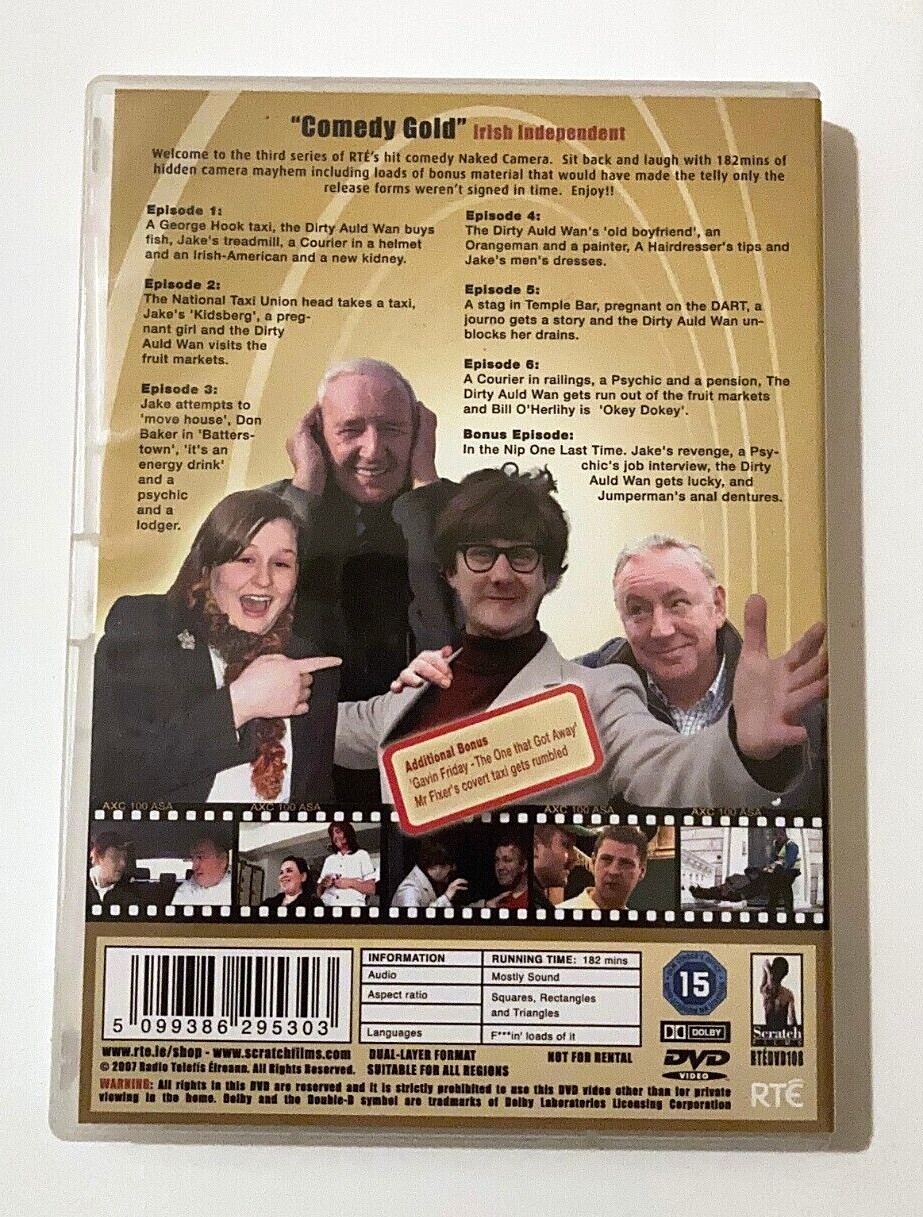 "Comedy Gold" Irish Independent
Welcome to the third series of RTÉ's hit comedy Naked Camera. Sit back and laugh with 182mins of
hidden camera mayhem including loads of bonus material that would have made the telly only the
release forms weren't signed in time. Enjoy!!
Episode 1:
A George Hook taxi, the Dirty Auld Wan buys
fish, Jake's treadmill, a Courier in a helmet
and an Irish-American and a new kidney.
Episode 2:
The National Taxi Union head takes a taxi,
Jake's 'Kidsberg', a preg-
nant girl and the Dirty
Auld Wan visits the
fruit markets.
Episode 3:
Jake attempts to
'move house', Don
Baker in 'Batters-
town', 'it's an
energy drink'
and a
psychic
and a
lodger.
Episode 4:
The Dirty Auld Wan's 'old boyfriend', an
Orangeman and a painter, A Hairdresser's tips and
Jake's men's dresses.
Episode 5:
A stag in Temple Bar, pregnant on the DART, a
journo gets a story and the Dirty Auld Wan un-
blocks her drains.
Episode 6:
A Courier in railings, a Psychic and a pension, The
Dirty Auld Wan gets run out of the fruit markets
and Bill O'Herlihy is 'Okey Dokey'.
Bonus Episode:
In the Nip One Last Time. Jake's revenge, a Psy-
chic's job interview, the Dirty
Auld Wan gets lucky, and
Jumperman's anal dentures.
Additional Bonus
'Gavin Friday -The One that Got Away'
Mr Fixer's covert taxi gets rumbled
AXC 100 ASA
AXC 100 ASA
AXC 100 ASA
AXC 100 ASA
5 099386 295303
INFORMATION RUNNING TIME: 182 mins
Audio Mostly Sound
Aspect ratio Squares, Rectangles
and Triangles
Languages F***in' loads of it
15
DOLBY
DVD
VIDEO
Scratch
FILMS
RTÉDVD108
RTÉ
www.rte.ie/shop - www.scratchfilms.com DUAL-LAYER FORMAT NOT FOR RENTAL
© 2007 Radio Telefís Éireann. All Rights Reserved. SUITABLE FOR ALL REGIONS
WARNING: All rights in this DVD are reserved and it is strictly prohibited to use this DVD video other than for private
viewing in the home. Dolby and the Double-D symbol are trademarks of Dolby Laboratories Licensing Corporation